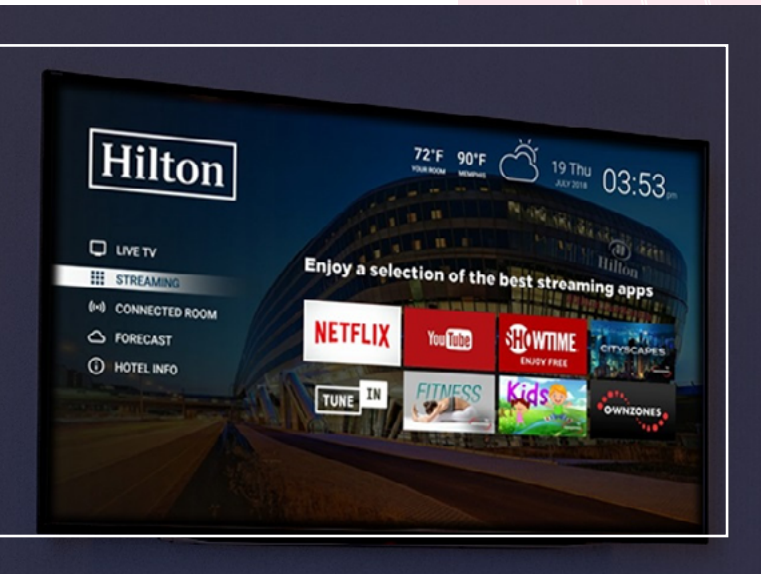 Hilton
72°F
YOUR ROOM
90°F
MEMPHIS
19 Thu
JULY 2018
03:53 pm
LIVE TV
STREAMING
CONNECTED ROOM
FORECAST
HOTEL INFO
Hilton
Enjoy a selection of the best streaming apps
NETFLIX
YouTube
SHOWTIME
ENJOY FREE
CITYSCAPES
TUNE IN
FITNESS
Kids
OWNZONES